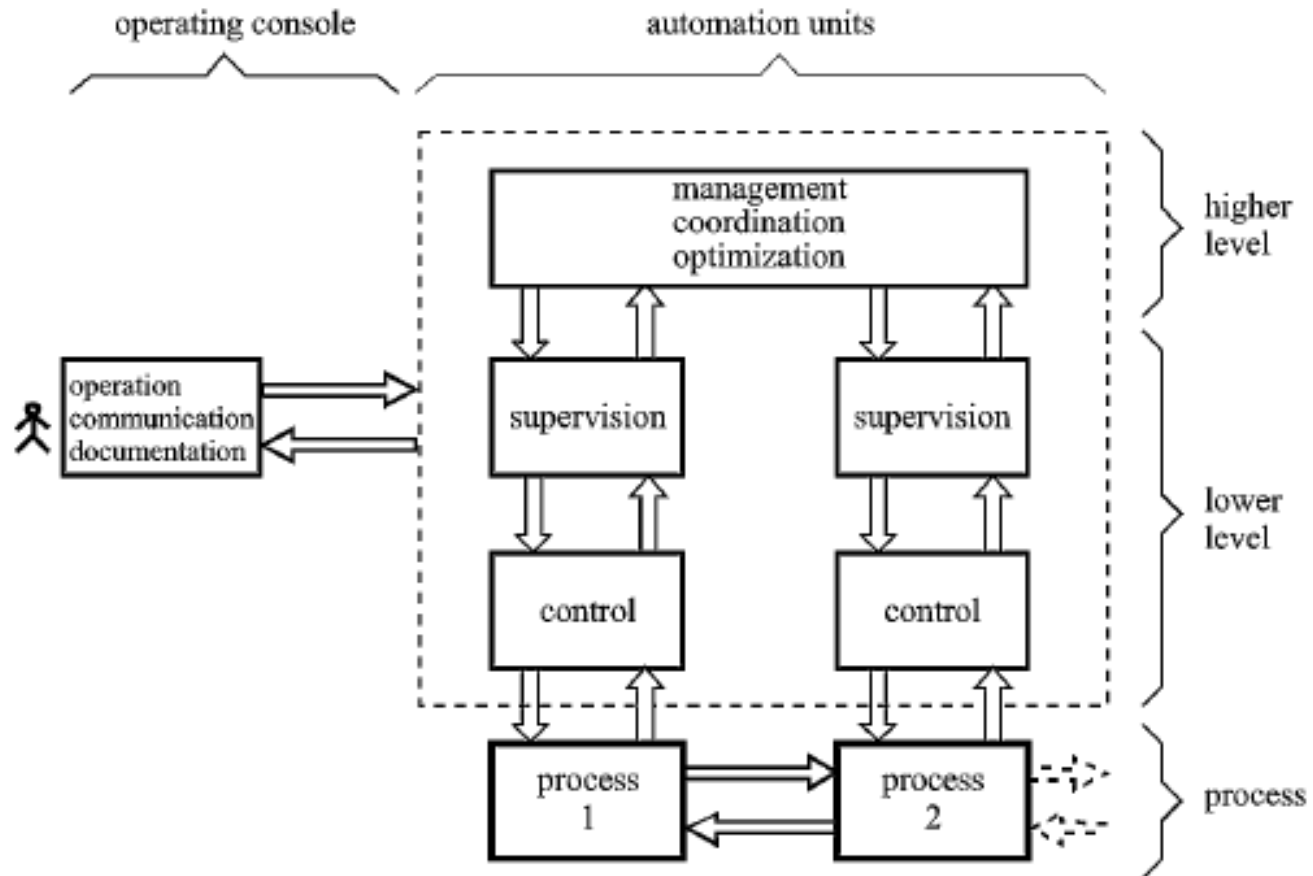 operating console
automation units
management
coordination
optimization
higher
level
operation
communication
documentation
supervision
supervision
lower
level
control
control
process
1
process
2
process